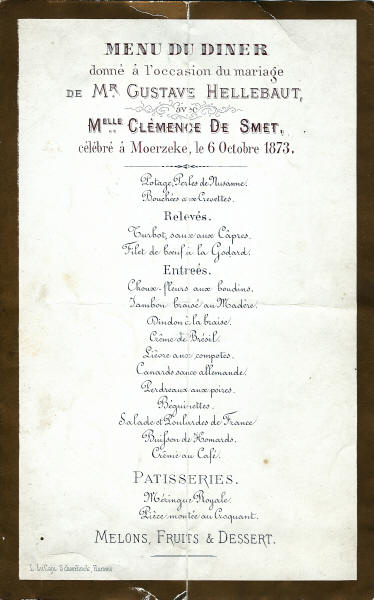 MENU DU DINER
donné à l'occasion du mariage
DE MR GUSTAVE HELLEBAUT,
avec
MELLE CLÉMENCE DE SMET,
célébré à Moerzeke, le 6 Octobre 1873.
Potage, Perles de
Bouchées aux Crevettes.
Relevés.
Turbot, sauce aux Câpres.
Filet de bœuf à la Godard.
Entreés.
Choux-fleurs aux boudins.
Jambon braisé au Madère.
Dindon à la braise.
Crême de Brésil.
Lièvre aux compotes.
Canards sauce allemande.
Perdreaux aux poires.
Béguinettes.
Salade et Poulardes de France
Buisson de Homards.
Crême au Café.
PATISSERIES.
Méringue Royale.
Pièce montée au Croquant.
MELONS, FRUITS & DESSERT.